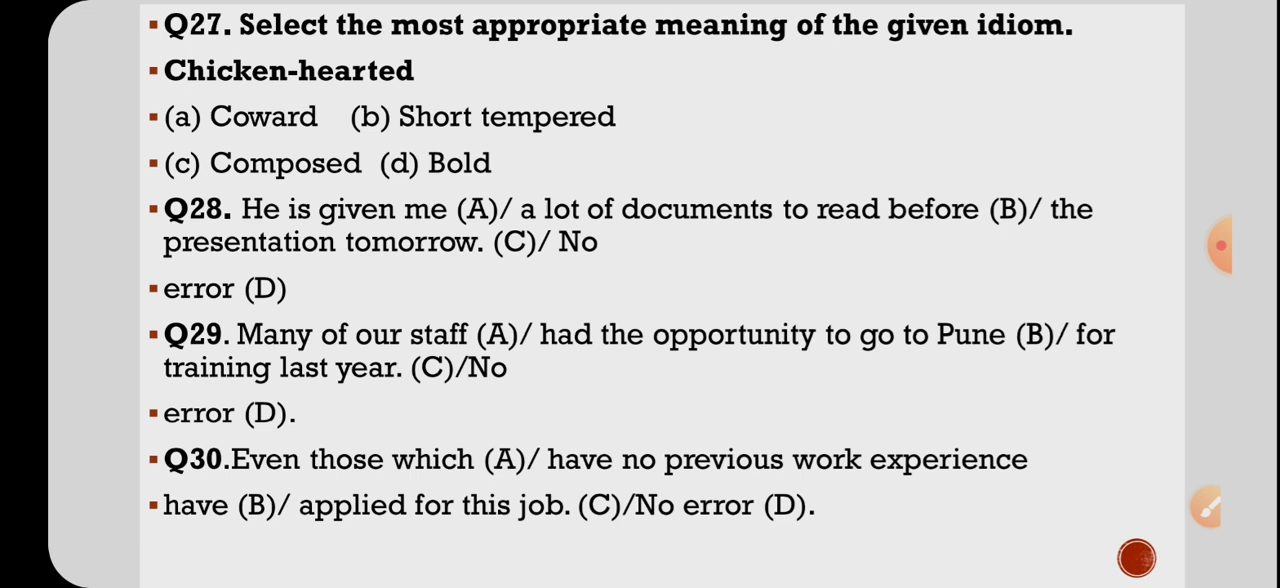 Q27. Select the most appropriate meaning of the given idiom.
Chicken-hearted
(a) Coward (b) Short tempered
(c) Composed (d) Bold
Q28. He is given me (A)/ a lot of documents to read before (B)/ the
presentation tomorrow. (C)/ No
error (D)
Q29. Many of our staff (A)/ had the opportunity to go to Pune (B)/ for
training last year. (C)/No
error (D).
Q30.Even those which (A)/ have no previous work experience
have (B)/ applied for this job. (C)/No error (D).